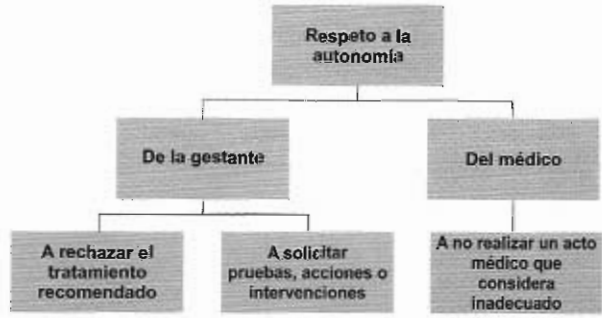 Respeto a la
autonomía
De la gestante
Del médico
A rechazar el
tratamiento
recomendado
A solicitar
pruebas, acciones o
intervenciones
A no realizar un acto
médico que
considera
inadecuado